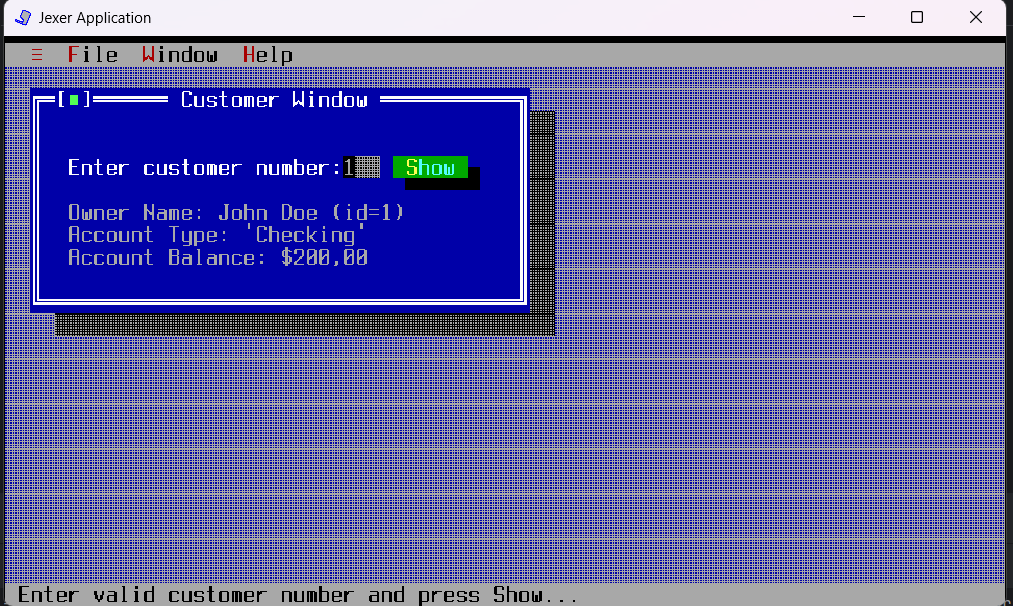 Jexer Application
≡ File Window Help
[■] Customer Window
Enter customer number:1 Show
Owner Name: John Doe (id=1)
Account Type: 'Checking'
Account Balance: $200,00
Enter valid customer number and press Show...